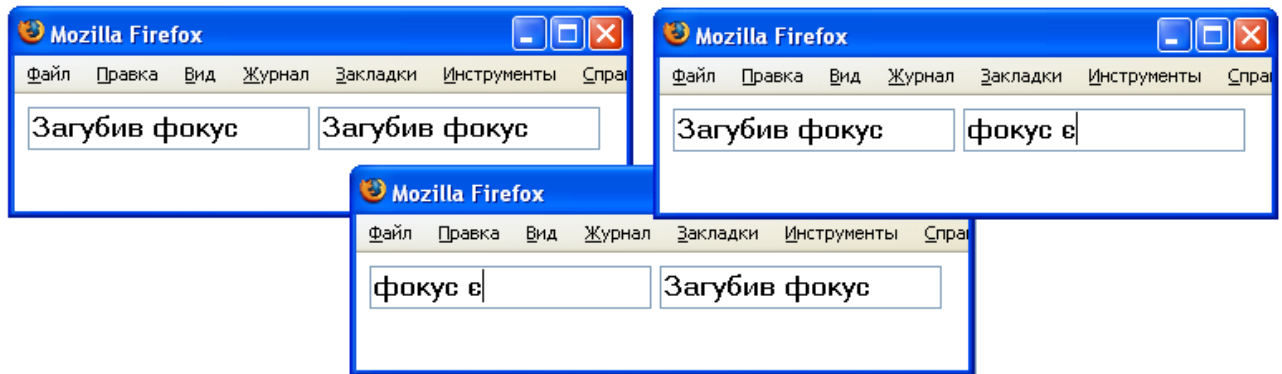 Mozilla Firefox
Файл Правка Вид Журнал Закладки Инструменты
Загубив фокус Загубив фокус
Mozilla Firefox
Файл Правка Вид Журнал Закладки Инструменты
Загубив фокус фокус є
Mozilla Firefox
Файл Правка Вид Журнал Закладки Инструменты
фокус є Загубив фокус